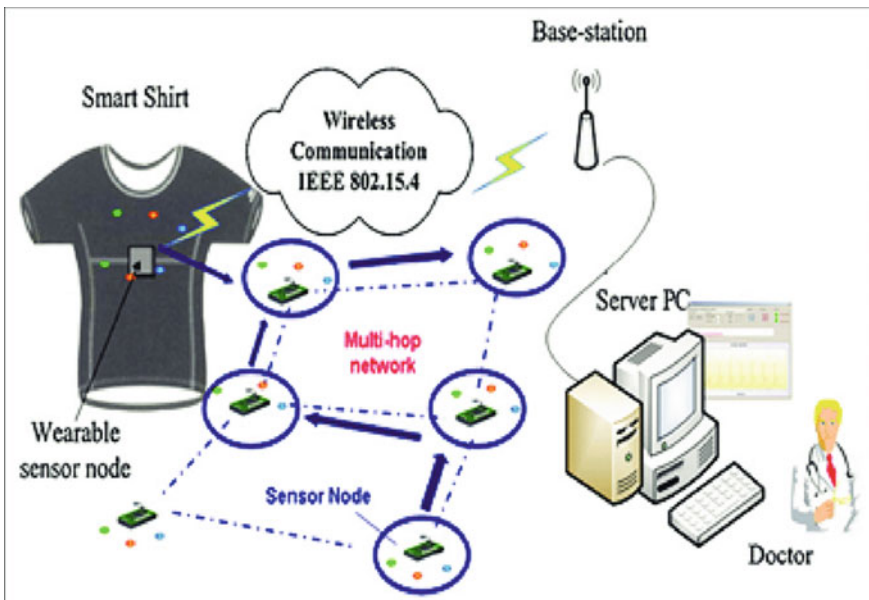 Base-station
Smart Shirt
Wireless
Communication
IEEE 802.15.4
Server PC
Multi-hop
network
Wearable
sensor node
Sensor Node
Doctor